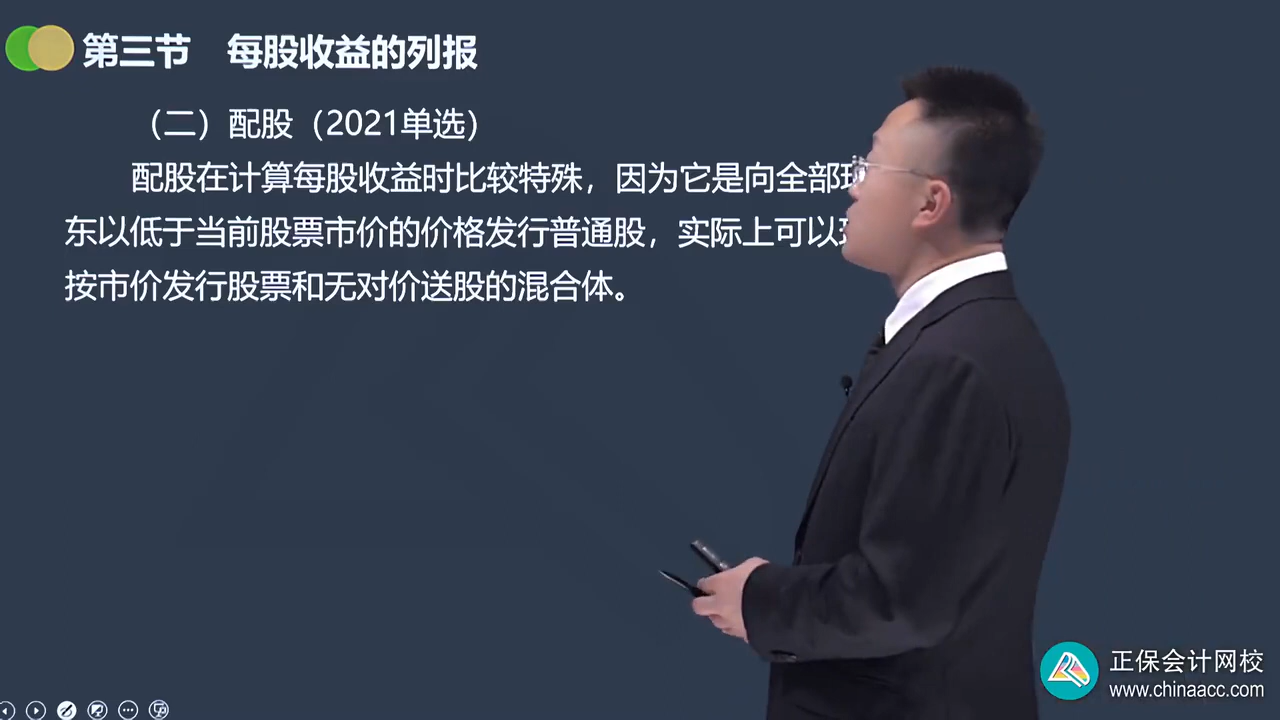 第三节 每股收益的列报
（二）配股（2021单选）
配股在计算每股收益时比较特殊，因为它是向全部
东以低于当前股票市价的价格发行普通股，实际上可以
按市价发行股票和无对价送股的混合体。
正保会计网校
www.chinaacc.com